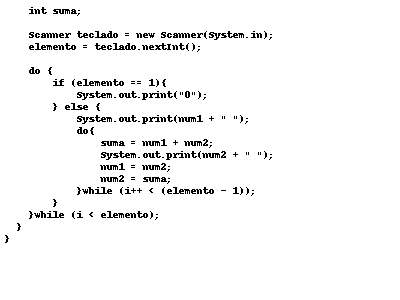 int suma;
Scanner teclado = new Scanner(System.in);
elemento = teclado.nextInt();
do {
if (elemento == 1){
System.out.print("0");
} else {
System.out.print(num1 + " ");
do{
suma = num1 + num2;
System.out.print(num2 + " ");
num1 = num2;
num2 = suma;
}while (i++ < (elemento - 1));
}
}while (i < elemento);
}
}